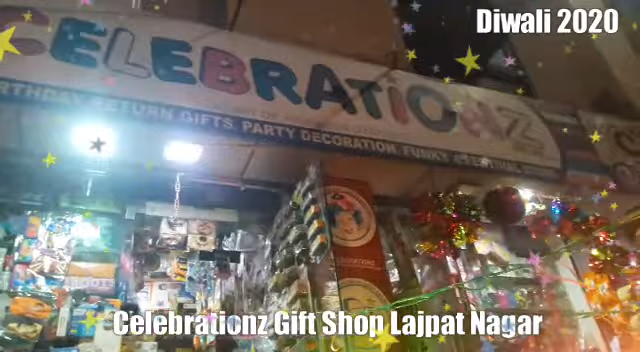 Diwali 2020
CELEBRATIONZ
BIRTHDAY RETURN GIFTS, PARTY DECORATION, FUNKY
Celebrationz Gift Shop Lajpat Nagar